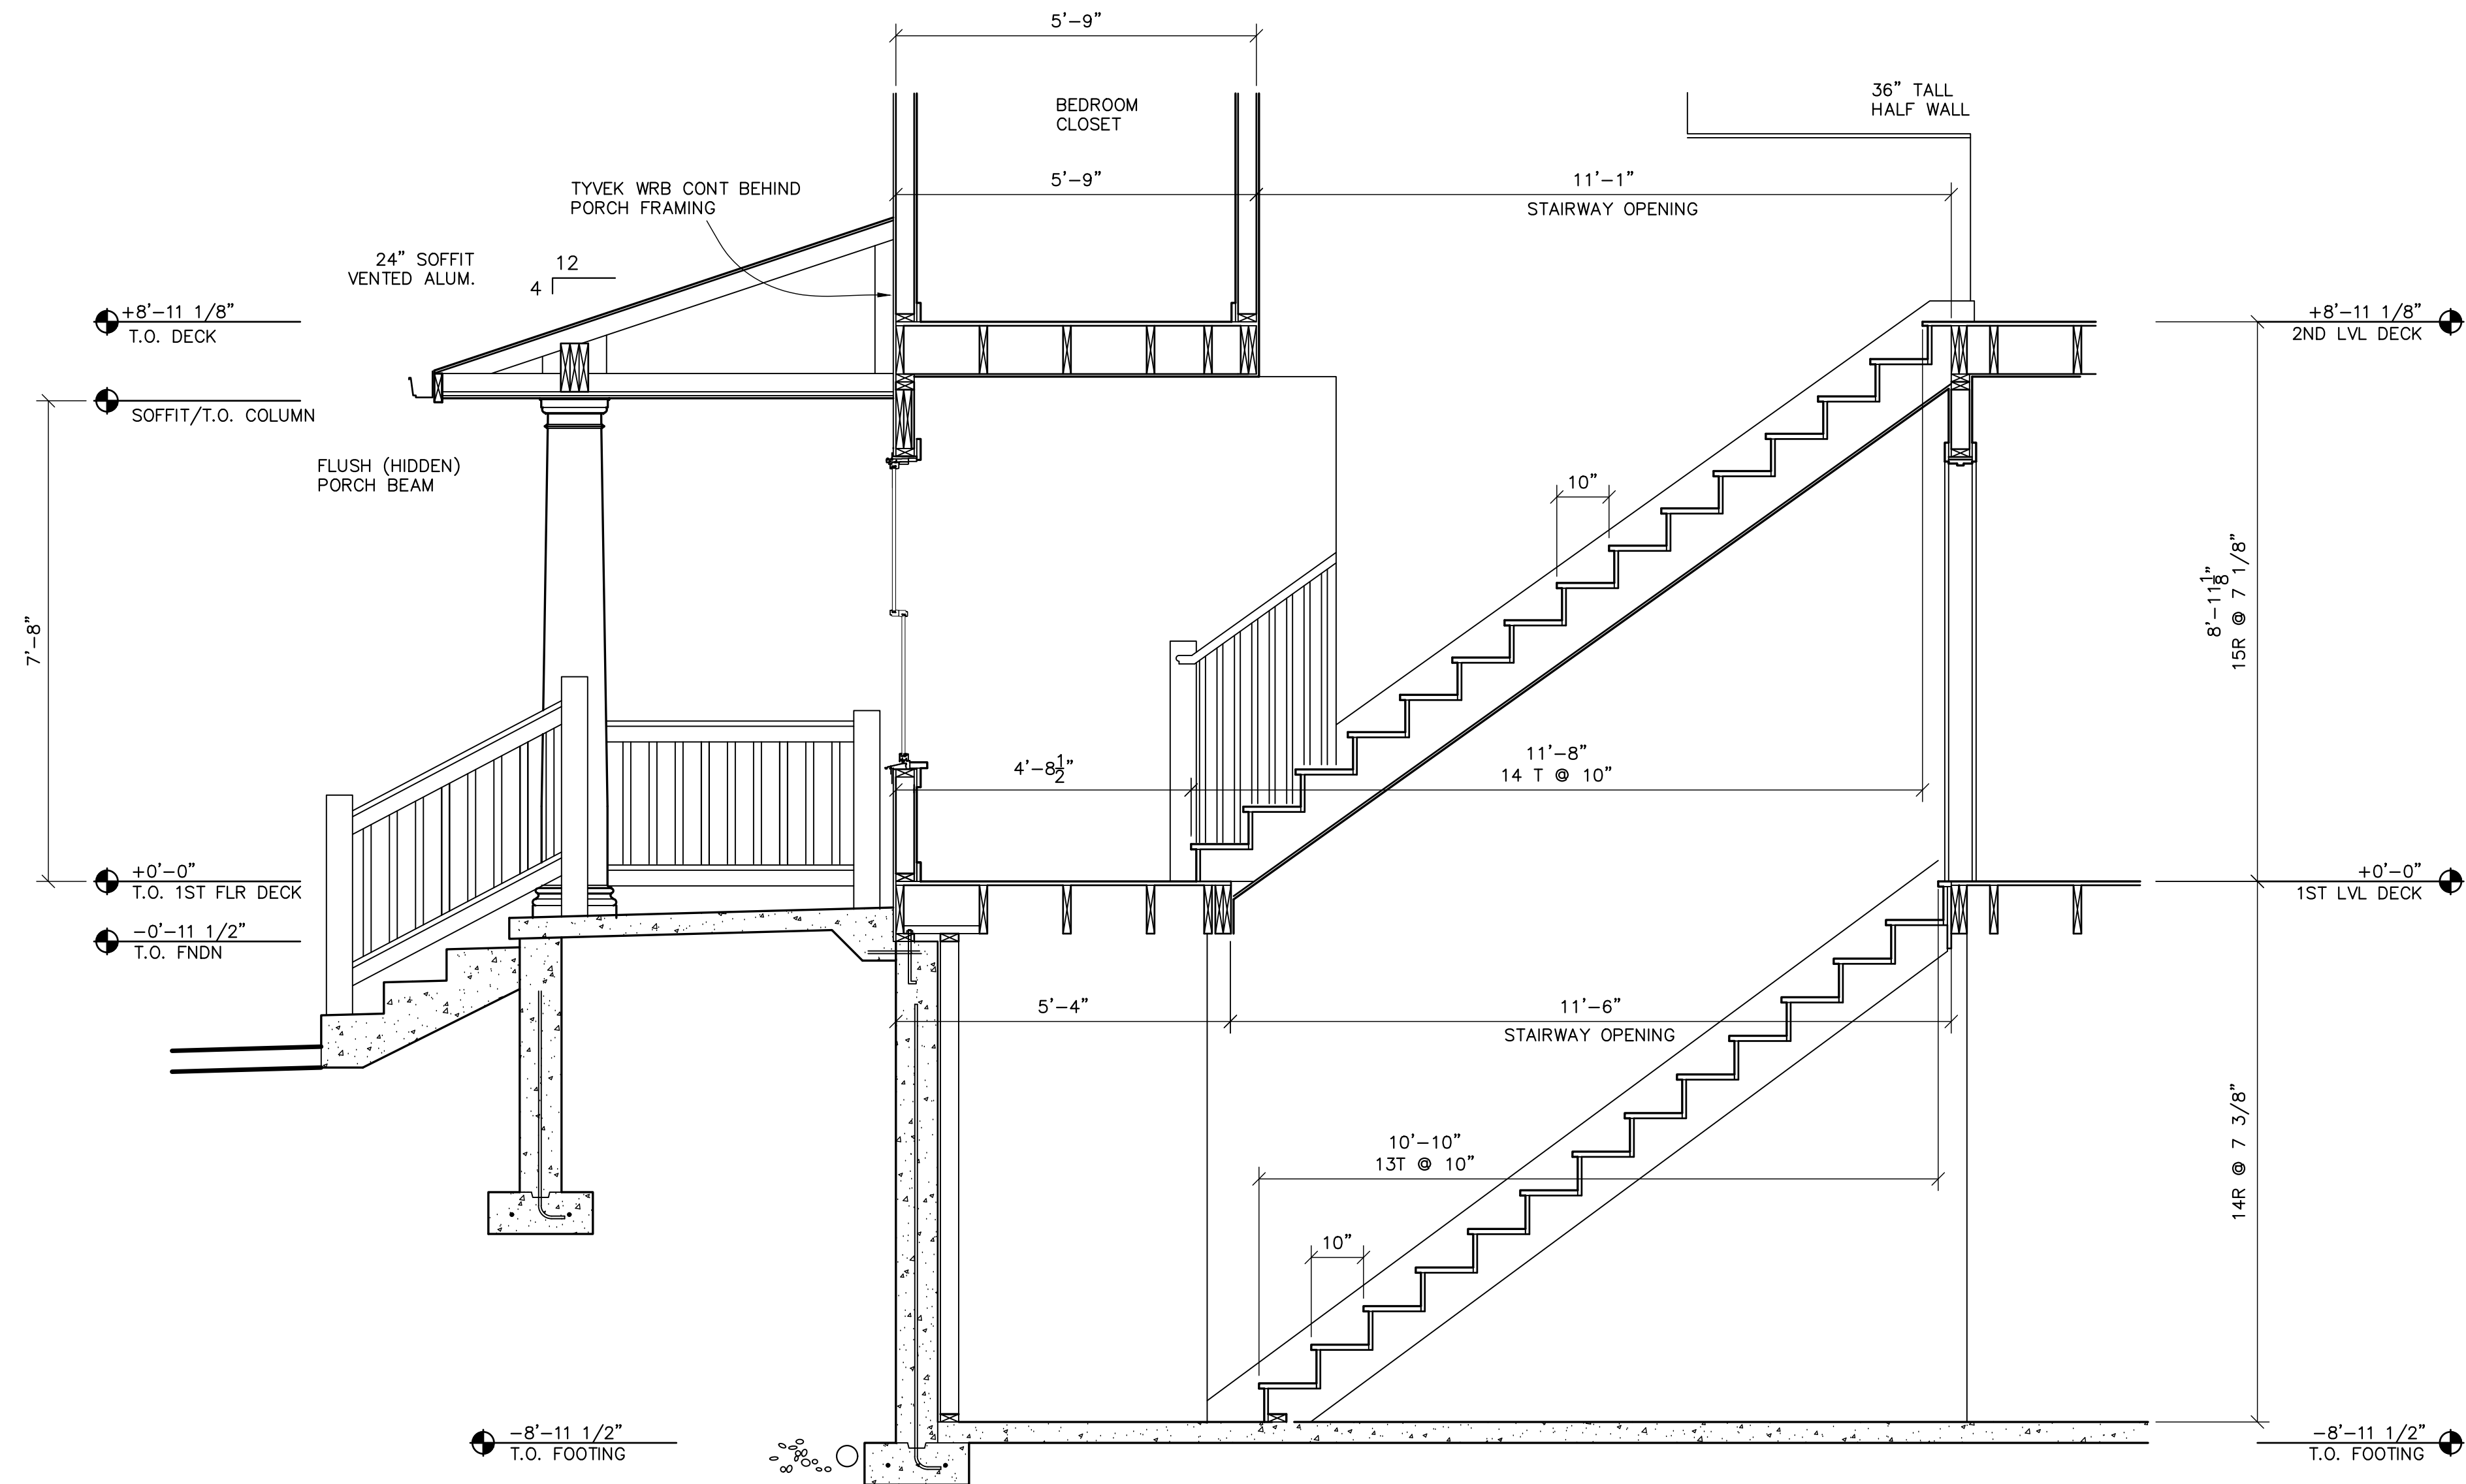 5'-9"
BEDROOM
CLOSET
36" TALL
HALF WALL
TYVEK WRB CONT BEHIND
PORCH FRAMING
5'-9"
11'-1"
STAIRWAY OPENING
24" SOFFIT
VENTED ALUM.
12
4
+8'-11 1/8"
T.O. DECK
+8'-11 1/8"
2ND LVL DECK
SOFFIT/T.O. COLUMN
FLUSH (HIDDEN)
PORCH BEAM
10"
7'-8"
8'-11 1/8"
15R @ 7 1/8"
4'-8 1/2"
11'-8"
14 T @ 10"
+0'-0"
T.O. 1ST FLR DECK
+0'-0"
1ST LVL DECK
-0'-11 1/2"
T.O. FNDN
5'-4"
11'-6"
STAIRWAY OPENING
10'-10"
13T @ 10"
14R @ 7 3/8"
10"
-8'-11 1/2"
T.O. FOOTING
-8'-11 1/2"
T.O. FOOTING